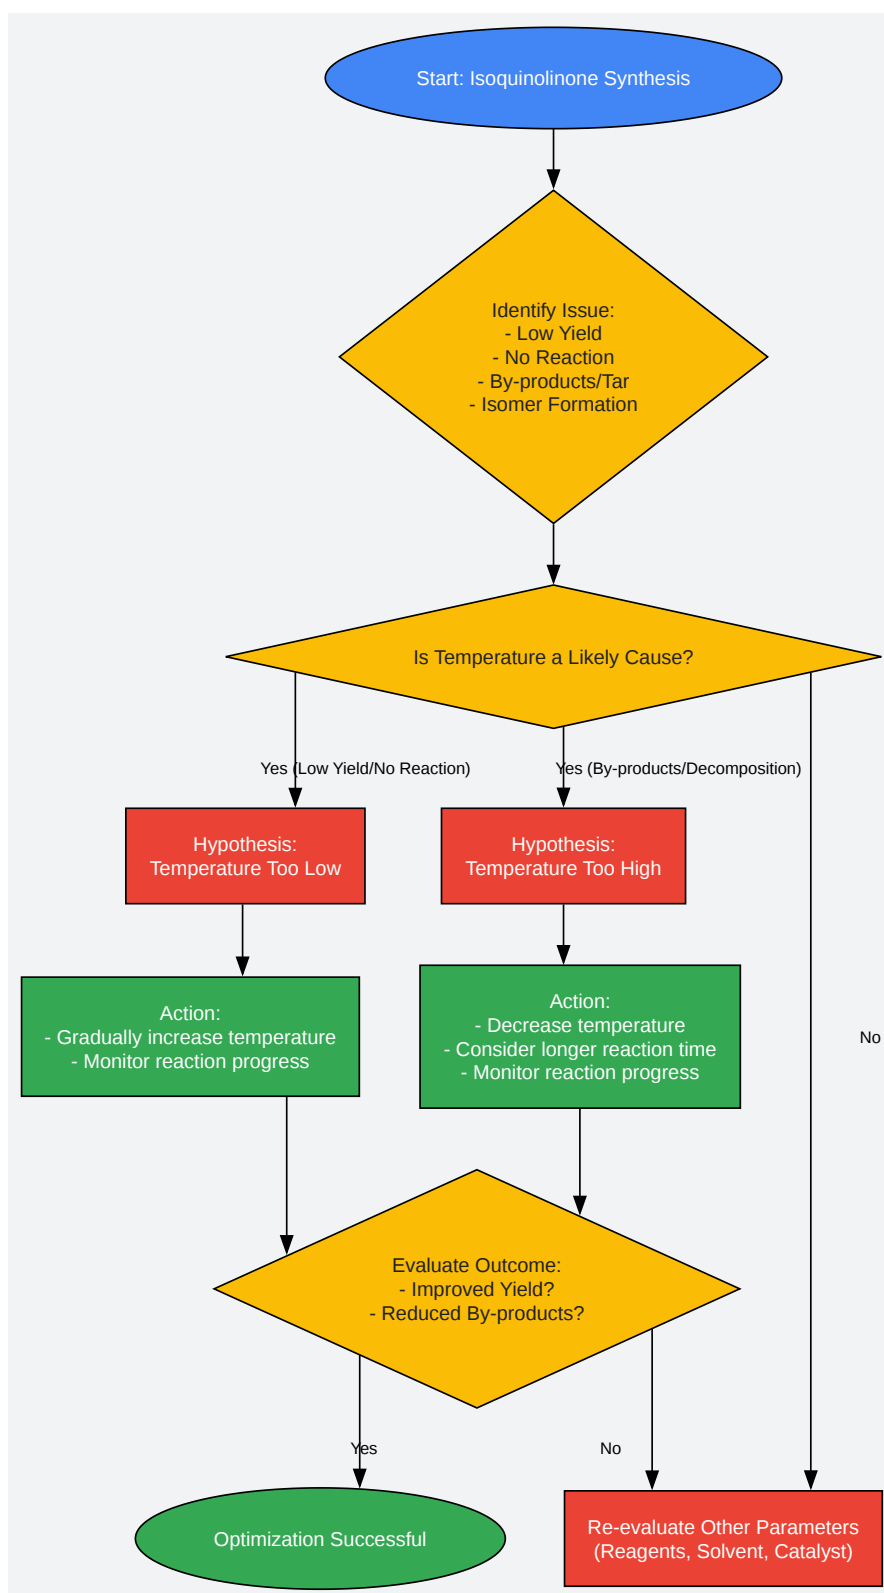 Start: Isoquinolinone Synthesis
Identify Issue:
- Low Yield
- No Reaction
- By-products/Tar
- Isomer Formation
Is Temperature a Likely Cause?
Yes (Low Yield/No Reaction)
Yes (By-products/Decomposition)
Hypothesis:
Temperature Too Low
Hypothesis:
Temperature Too High
Action:
- Gradually increase temperature
- Monitor reaction progress
Action:
- Decrease temperature
- Consider longer reaction time
- Monitor reaction progress
No
Evaluate Outcome:
- Improved Yield?
- Reduced By-products?
Yes
No
Optimization Successful
Re-evaluate Other Parameters
(Reagents, Solvent, Catalyst)